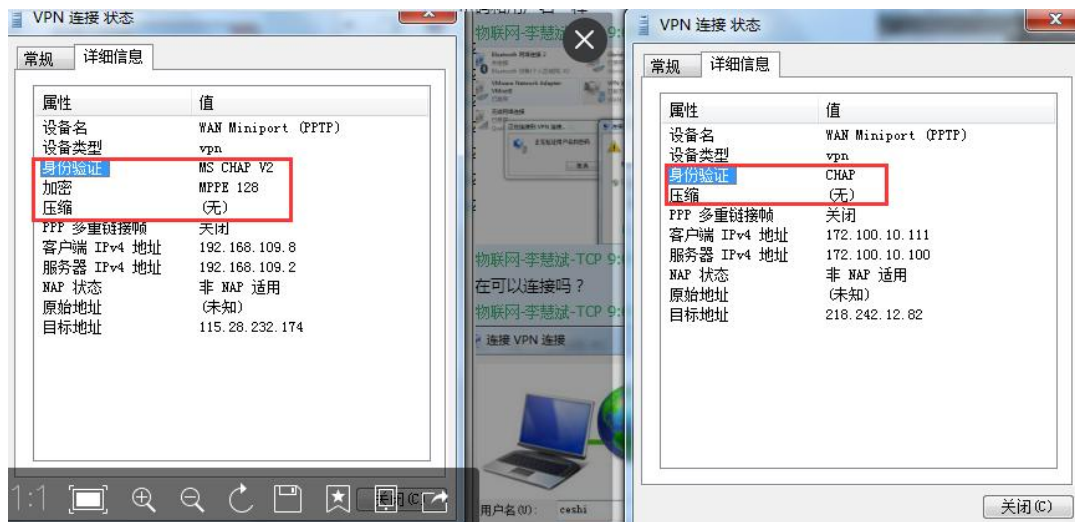 VPN 连接 状态
常规 详细信息
属性 值
设备名 WAN Miniport (PPTP)
设备类型 vpn
身份验证 MS CHAP V2
加密 MPPE 128
压缩 (无)
PPP 多重链接帧 关闭
客户端 IPv4 地址 192.168.109.8
服务器 IPv4 地址 192.168.109.2
NAP 状态 非 NAP 适用
原始地址 (未知)
目标地址 115.28.232.174
1:1
关闭(C)
物联网-李慧斌
物联网-李慧斌-TCP 9:
在可以连接吗？
物联网-李慧斌-TCP 9:
连接 VPN 连接
用户名(U): ceshi
VPN 连接 状态
常规 详细信息
属性 值
设备名 WAN Miniport (PPTP)
设备类型 vpn
身份验证 CHAP
压缩 (无)
PPP 多重链接帧 关闭
客户端 IPv4 地址 172.100.10.111
服务器 IPv4 地址 172.100.10.100
NAP 状态 非 NAP 适用
原始地址 (未知)
目标地址 218.242.12.82
关闭(C)